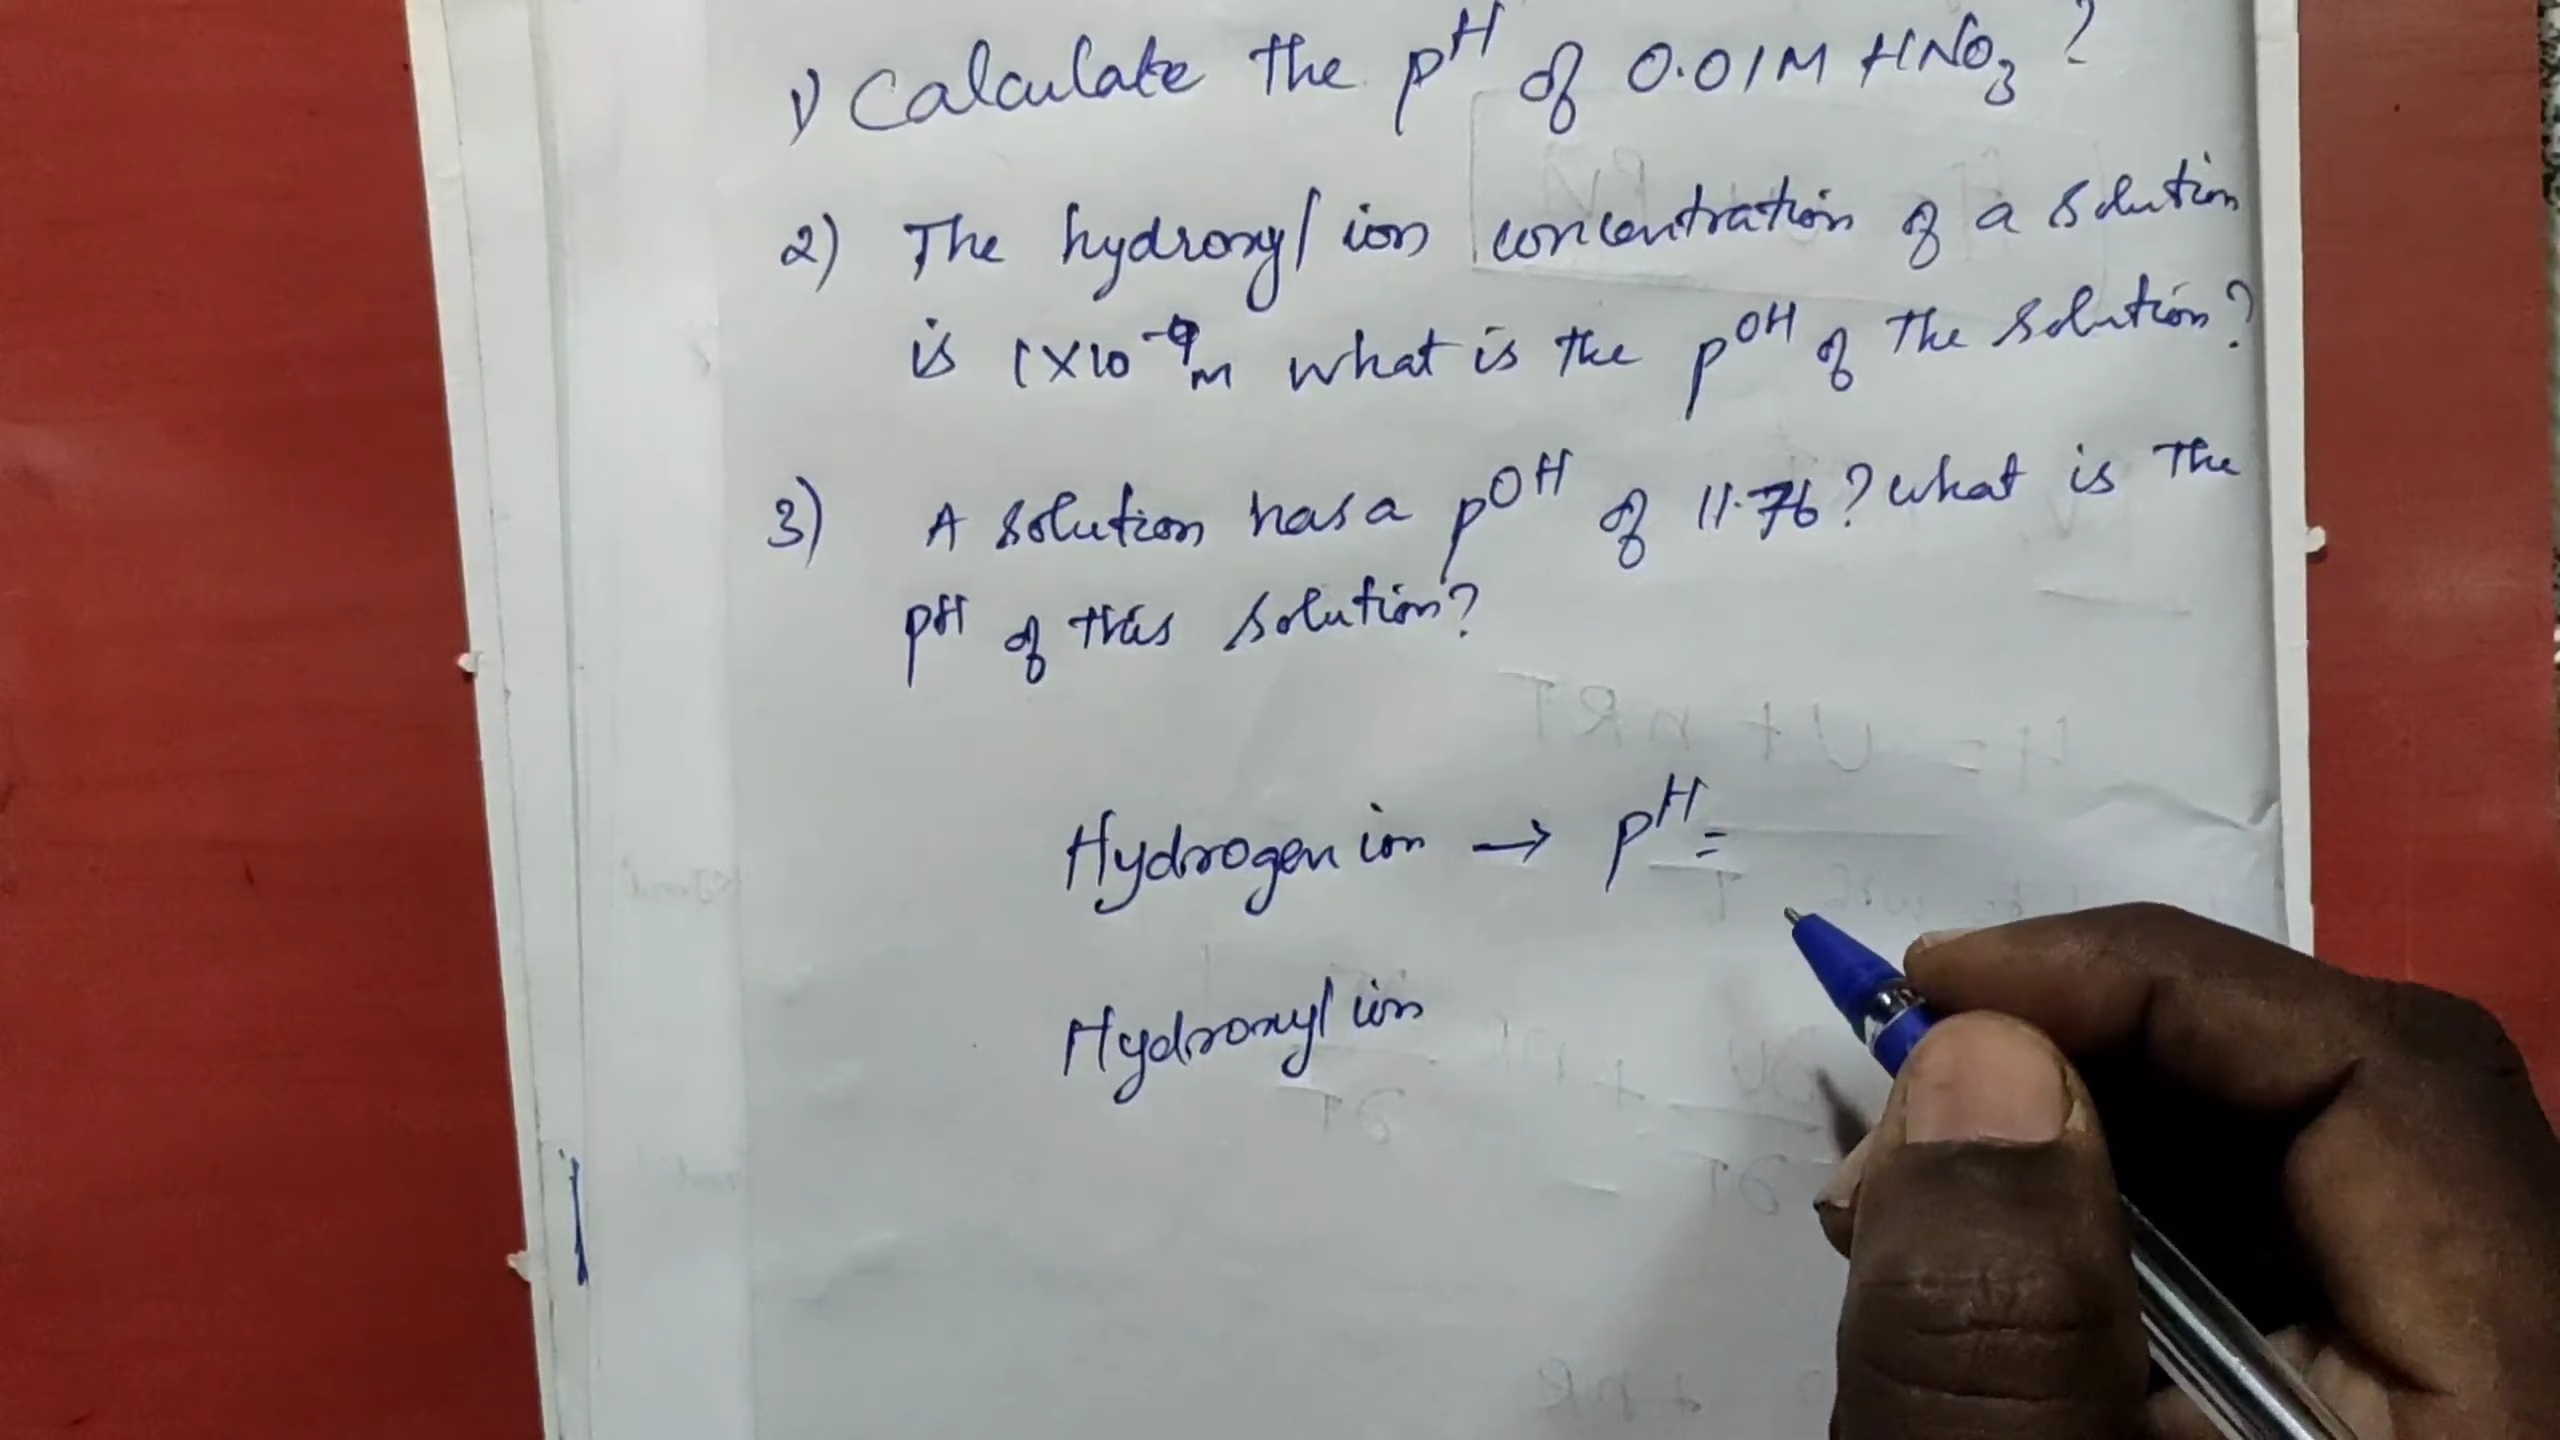 1) Calculate the pH of 0.01M HNO3?
2) The hydroxyl ion concentration of a solution
is 1×10^-9 M what is the pOH of the solution?
3) A solution has a pOH of 11.76? what is the
pH of this solution?
Hydrogen ion → pH =
Hydroxyl ion